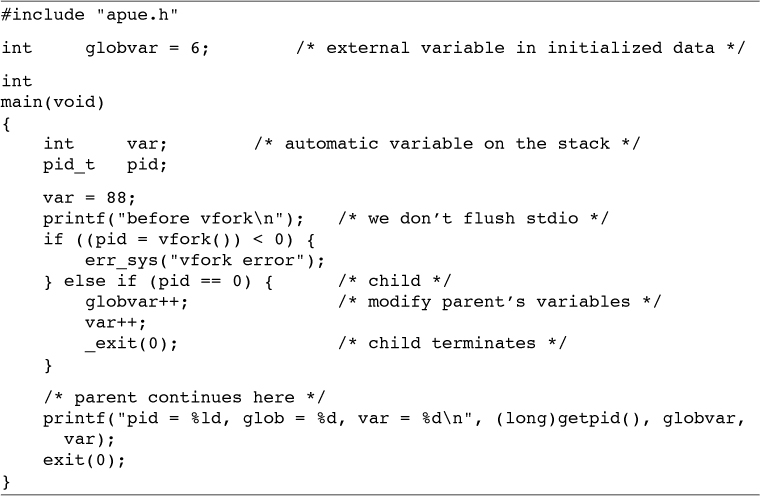 #include "apue.h"
int     globvar = 6;        /* external variable in initialized data */
int
main(void)
{
    int     var;        /* automatic variable on the stack */
    pid_t   pid;
    var = 88;
    printf("before vfork\n");   /* we don’t flush stdio */
    if ((pid = vfork()) < 0) {
        err_sys("vfork error");
    } else if (pid == 0) {      /* child */
        globvar++;              /* modify parent’s variables */
        var++;
        _exit(0);               /* child terminates */
    }
    /* parent continues here */
    printf("pid = %ld, glob = %d, var = %d\n", (long)getpid(), globvar,
      var);
    exit(0);
}